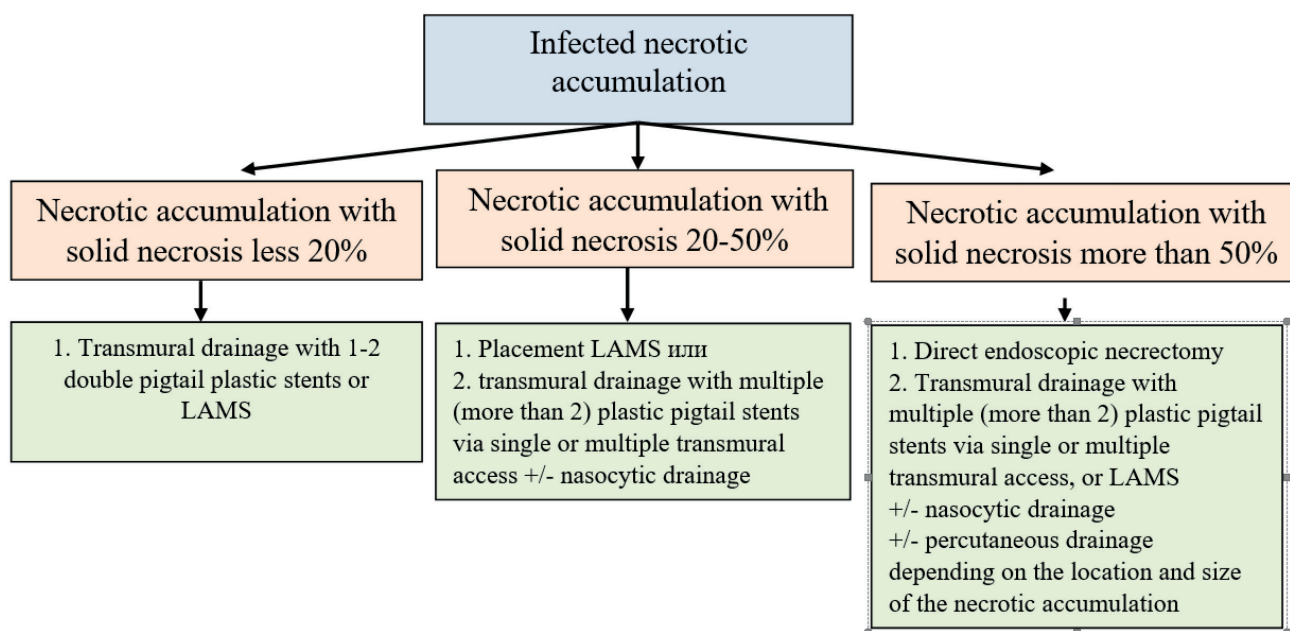 Infected necrotic
accumulation
Necrotic accumulation with
solid necrosis less 20%
Necrotic accumulation with
solid necrosis 20-50%
Necrotic accumulation with
solid necrosis more than 50%
1. Transmural drainage with 1-2
double pigtail plastic stents or
LAMS
1. Placement LAMS или
2. transmural drainage with multiple
(more than 2) plastic pigtail stents
via single or multiple transmural
access +/- nasocytic drainage
1. Direct endoscopic necrectomy
2. Transmural drainage with
multiple (more than 2) plastic pigtail
stents via single or multiple
transmural access, or LAMS
+/- nasocytic drainage
+/- percutaneous drainage
depending on the location and size
of the necrotic accumulation